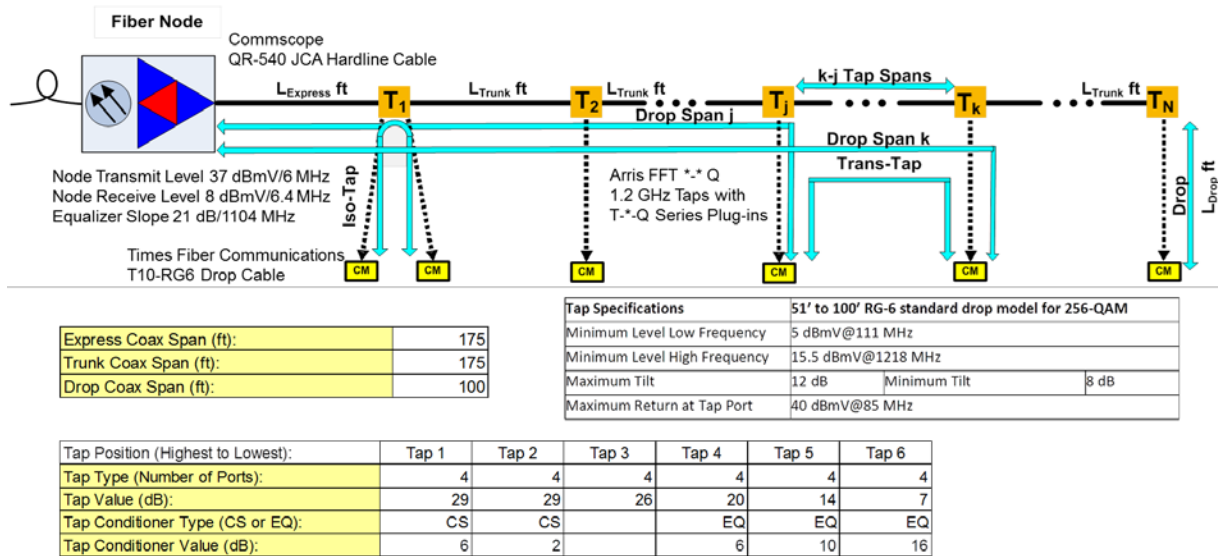 Fiber Node
Commscope
QR-540 JCA Hardline Cable
L Express ft
T1
L Trunk ft
T2
L Trunk ft
Tj
k-j Tap Spans
Tk
L Trunk ft
TN
Drop Span j
Drop Span k
Trans-Tap
Iso-Tap
Drop
L Drop ft
Node Transmit Level 37 dBmV/6 MHz
Node Receive Level 8 dBmV/6.4 MHz
Equalizer Slope 21 dB/1104 MHz
Arris FFT *-* Q
1.2 GHz Taps with
T-*-Q Series Plug-ins
Times Fiber Communications
T10-RG6 Drop Cable
CM CM CM CM CM CM
Express Coax Span (ft): 175
Trunk Coax Span (ft): 175
Drop Coax Span (ft): 100
Tap Specifications 51' to 100' RG-6 standard drop model for 256-QAM
Minimum Level Low Frequency 5 dBmV@111 MHz
Minimum Level High Frequency 15.5 dBmV@1218 MHz
Maximum Tilt 12 dB Minimum Tilt 8 dB
Maximum Return at Tap Port 40 dBmV@85 MHz
Tap Position (Highest to Lowest): Tap 1 Tap 2 Tap 3 Tap 4 Tap 5 Tap 6
Tap Type (Number of Ports): 4 4 4 4 4 4
Tap Value (dB): 29 29 26 20 14 7
Tap Conditioner Type (CS or EQ): CS CS EQ EQ EQ
Tap Conditioner Value (dB): 6 2 6 10 16